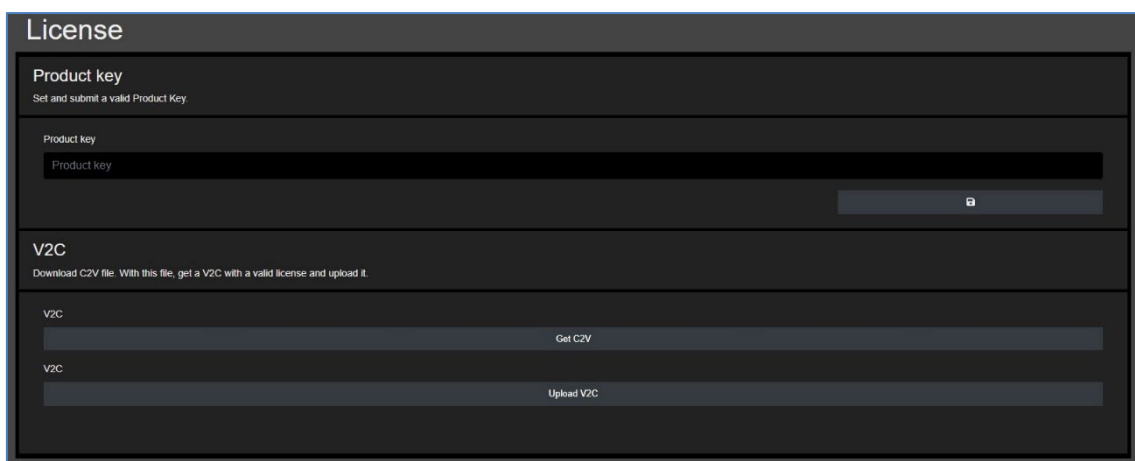 License
Product key
Set and submit a valid Product Key.
Product key
Product key
V2C
Download C2V file. With this file, get a V2C with a valid license and upload it.
V2C
Get C2V
V2C
Upload V2C